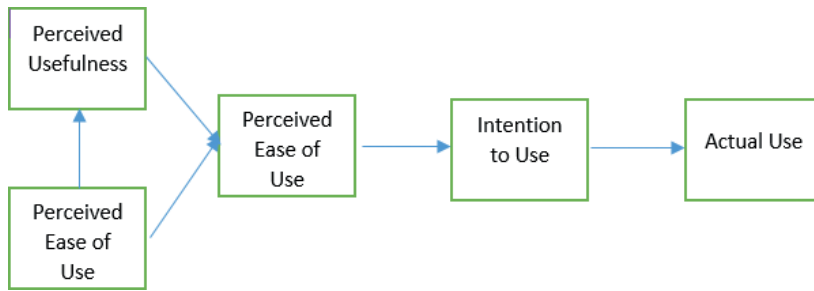 Perceived
Usefulness
Perceived
Ease of
Use
Perceived
Ease of
Use
Intention
to Use
Actual Use